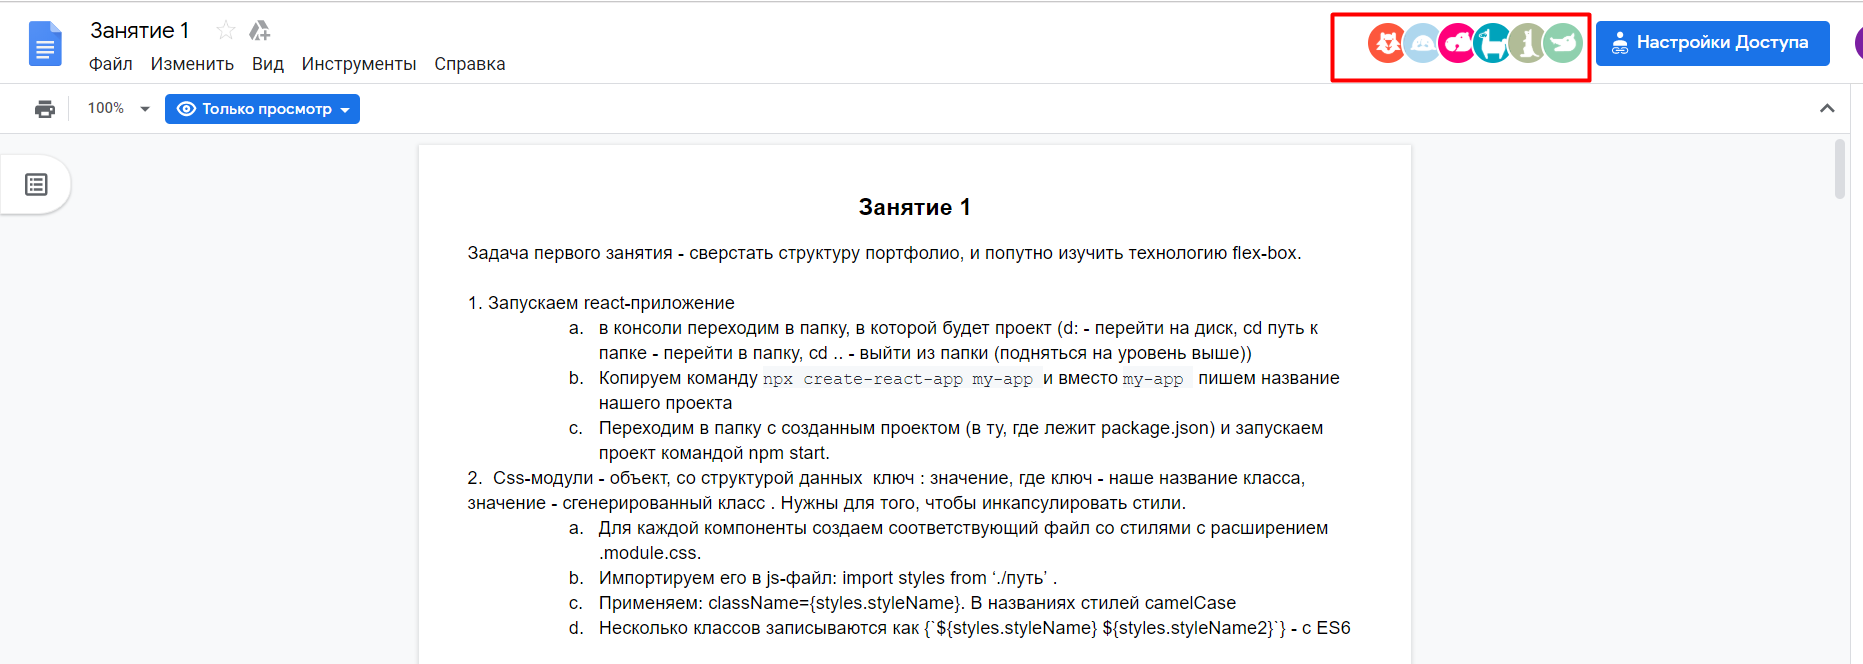 Занятие 1
Файл Изменить Вид Инструменты Справка
Настройки Доступа
100%
Только просмотр
Занятие 1
Задача первого занятия - сверстать структуру портфолио, и попутно изучить технологию flex-box.
1. Запускаем react-приложение
a. в консоли переходим в папку, в которой будет проект (d: - перейти на диск, cd путь к
папке - перейти в папку, cd .. - выйти из папки (подняться на уровень выше))
b. Копируем команду npx create-react-app my-app и вместо my-app пишем название
нашего проекта
c. Переходим в папку с созданным проектом (в ту, где лежит package.json) и запускаем
проект командой npm start.
2. Css-модули - объект, со структурой данных ключ : значение, где ключ - наше название класса,
значение - сгенерированный класс . Нужны для того, чтобы инкапсулировать стили.
a. Для каждой компоненты создаем соответствующий файл со стилями с расширением
.module.css.
b. Импортируем его в js-файл: import styles from ‘./путь’ .
c. Применяем: className={styles.styleName}. В названиях стилей camelCase
d. Несколько классов записываются как {`${styles.styleName} ${styles.styleName2}`} - с ES6